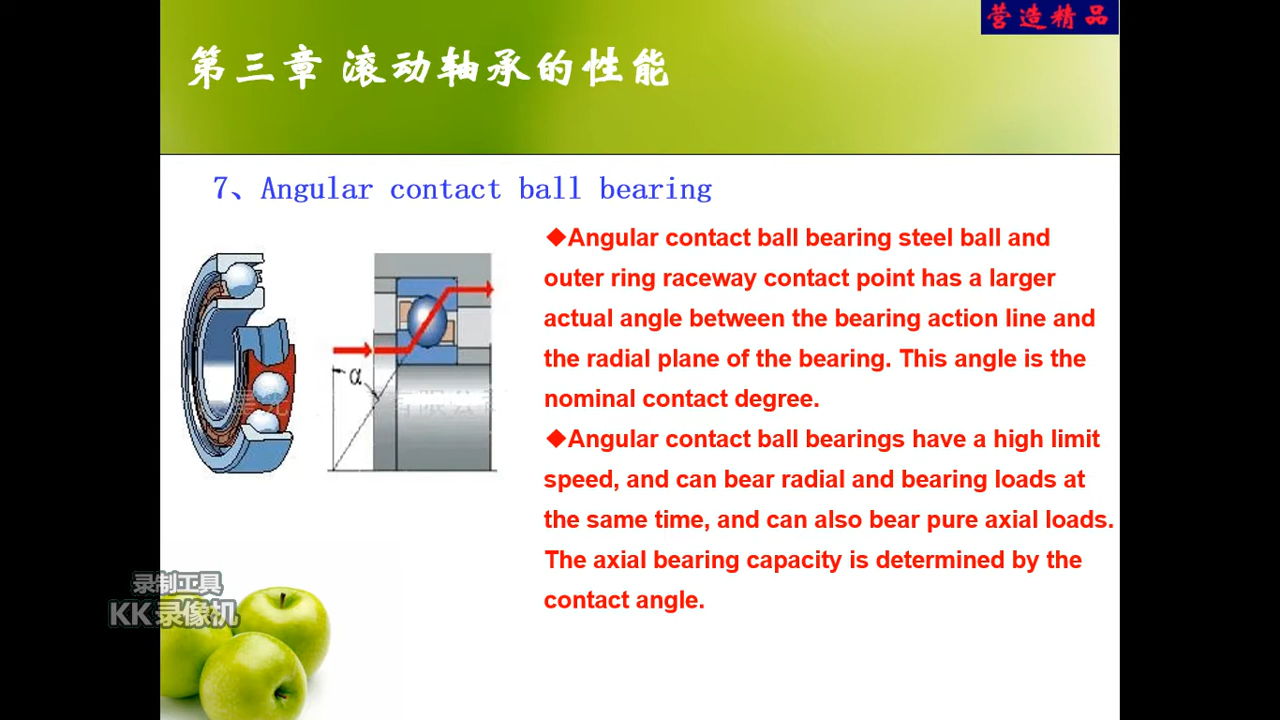 营造精品
第三章 滚动轴承的性能
7、Angular contact ball bearing
◆Angular contact ball bearing steel ball and
outer ring raceway contact point has a larger
actual angle between the bearing action line and
the radial plane of the bearing. This angle is the
nominal contact degree.
◆Angular contact ball bearings have a high limit
speed, and can bear radial and bearing loads at
the same time, and can also bear pure axial loads.
The axial bearing capacity is determined by the
contact angle.
α
有限公
录制工具
KK录像机